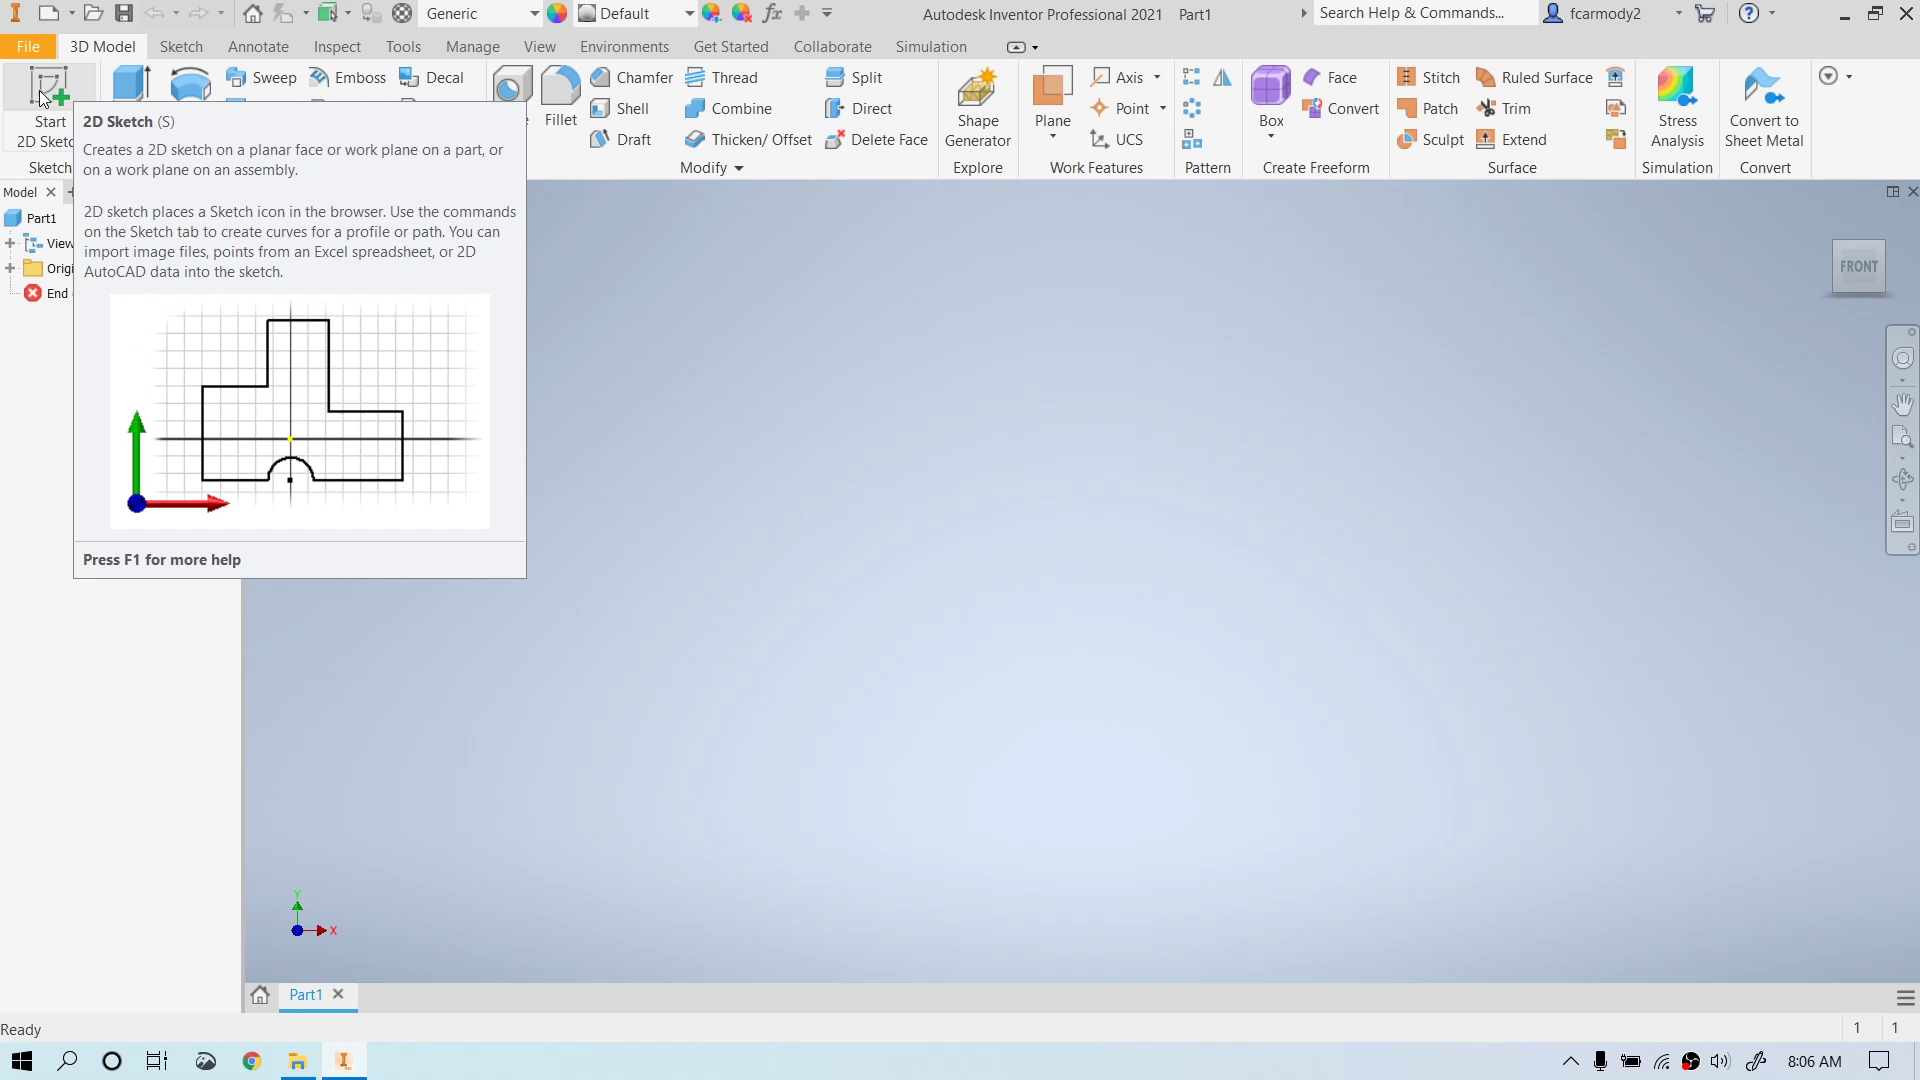 Generic
Default
Autodesk Inventor Professional 2021 Part1
Search Help & Commands...
fcarmody2
File 3D Model Sketch Annotate Inspect Tools Manage View Environments Get Started Collaborate Simulation
Sweep Emboss Decal
Chamfer Thread Split
Axis
Face
Stitch Ruled Surface
Shell Combine Direct
Point
Convert
Patch Trim
Start
2D Sketc
Fillet
Draft Thicken/ Offset Delete Face
Shape
Generator
Plane
UCS
Box
Sculpt Extend
Stress
Analysis
Convert to
Sheet Metal
Sketch
Modify
Explore
Work Features
Pattern
Create Freeform
Surface
Simulation
Convert
2D Sketch (S)
Creates a 2D sketch on a planar face or work plane on a part, or
on a work plane on an assembly.
2D sketch places a Sketch icon in the browser. Use the commands
on the Sketch tab to create curves for a profile or path. You can
import image files, points from an Excel spreadsheet, or 2D
AutoCAD data into the sketch.
Press F1 for more help
Model
Part1
View
Origi
End
FRONT
Y
X
Part1
Ready
1 1
8:06 AM